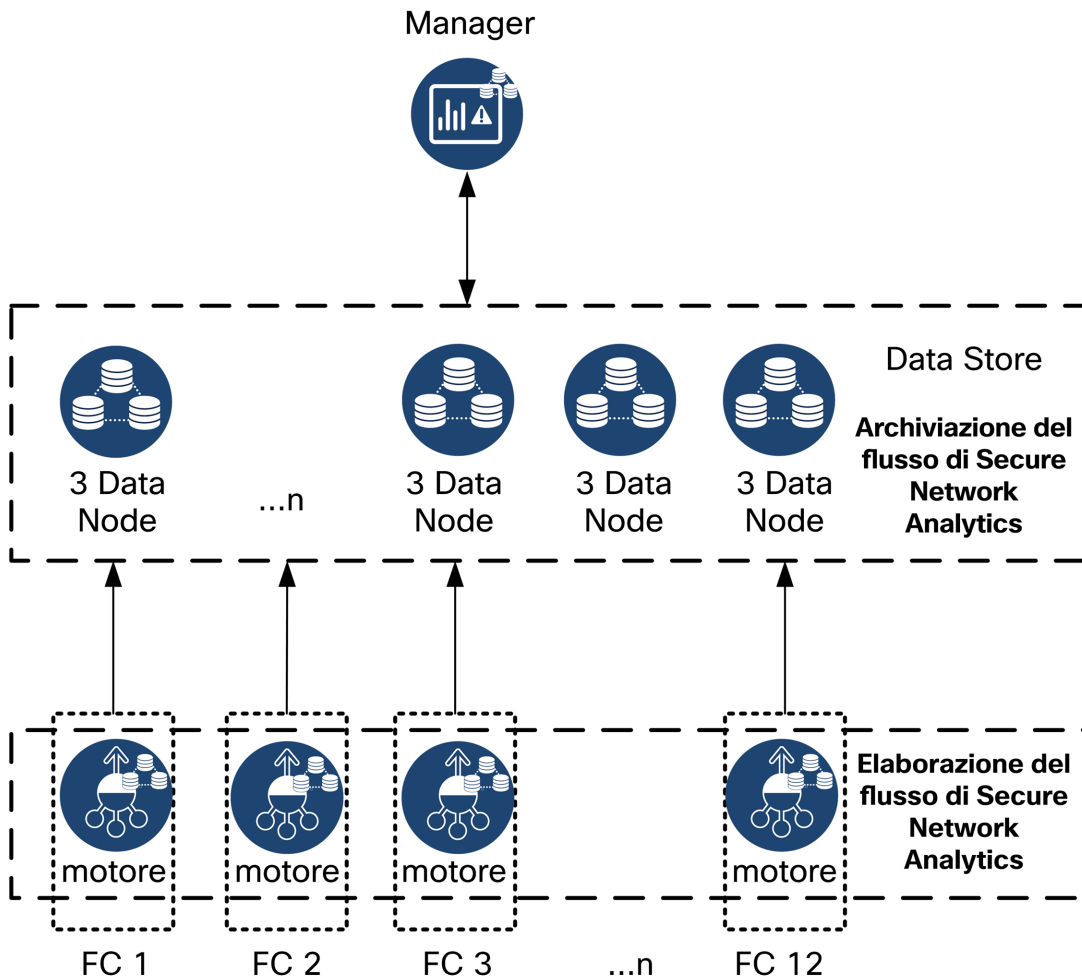 Manager
Data Store
Archiviazione del
flusso di Secure
Network
Analytics
3 Data
Node
...n
3 Data
Node
3 Data
Node
3 Data
Node
Elaborazione del
flusso di Secure
Network
Analytics
motore
motore
motore
motore
FC 1
FC 2
FC 3
...n
FC 12